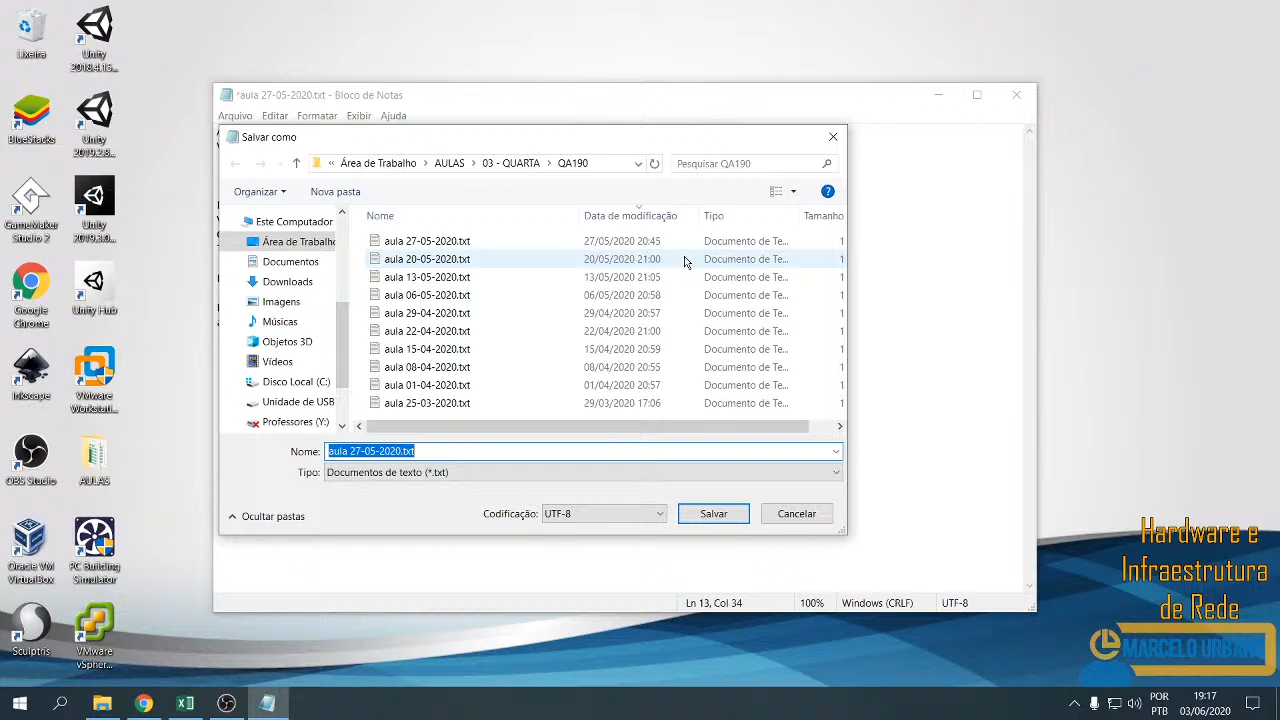 Lixeira
Unity
2018.4.15...
BlueStacks
Unity
2019.2.8...
GameMaker
Studio 2
Unity
2019.3.0...
Google
Chrome
Unity Hub
Inkscape
VMware
Workstati...
OBS Studio
AULAS
Oracle VM
VirtualBox
PC Building
Simulator
Sculptris
VMware
vSpher...
*aula 27-05-2020.txt - Bloco de Notas
Arquivo Editar Formatar Exibir Ajuda
Salvar como
« Área de Trabalho > AULAS > 03 - QUARTA > QA190
Pesquisar QA190
Organizar Nova pasta
Este Computador
Área de Trabalho
Documentos
Downloads
Imagens
Músicas
Objetos 3D
Vídeos
Disco Local (C:)
Unidade de USB
Professores (Y:)
Nome Data de modificação Tipo Tamanho
aula 27-05-2020.txt 27/05/2020 20:45 Documento de Te... 1
aula 20-05-2020.txt 20/05/2020 21:00 Documento de Te... 1
aula 13-05-2020.txt 13/05/2020 21:05 Documento de Te... 1
aula 06-05-2020.txt 06/05/2020 20:58 Documento de Te... 1
aula 29-04-2020.txt 29/04/2020 20:57 Documento de Te... 1
aula 22-04-2020.txt 22/04/2020 21:00 Documento de Te... 1
aula 15-04-2020.txt 15/04/2020 20:59 Documento de Te... 1
aula 08-04-2020.txt 08/04/2020 20:55 Documento de Te... 1
aula 01-04-2020.txt 01/04/2020 20:57 Documento de Te... 1
aula 25-03-2020.txt 29/03/2020 17:06 Documento de Te... 1
Nome: aula 27-05-2020.txt
Tipo: Documentos de texto (*.txt)
Ocultar pastas
Codificação: UTF-8 Salvar Cancelar
Ln 13, Col 34 100% Windows (CRLF) UTF-8
Hardware e
Infraestrutura
de Rede
MARCELO URBANO
POR
PTB
19:17
03/06/2020